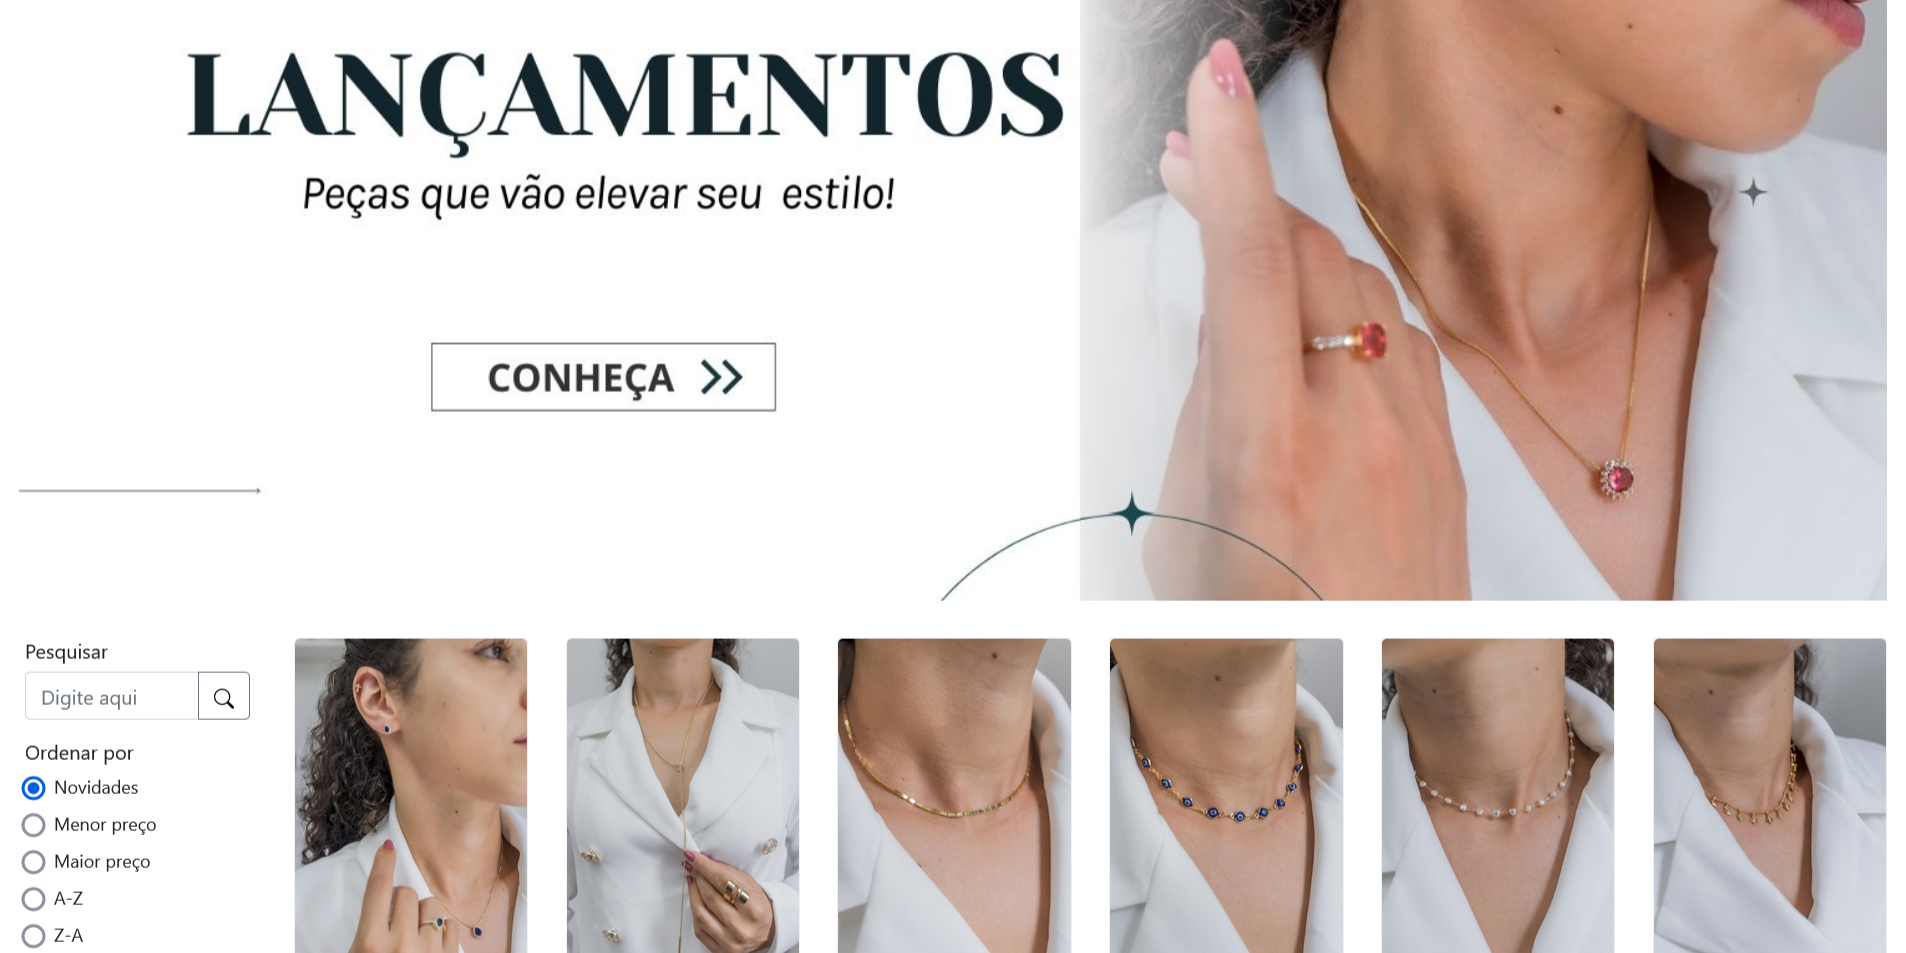 LANÇAMENTOS
Peças que vão elevar seu estilo!
CONHEÇA
Pesquisar
Digite aqui
Ordenar por
Novidades
Menor preço
Maior preço
A-Z
Z-A